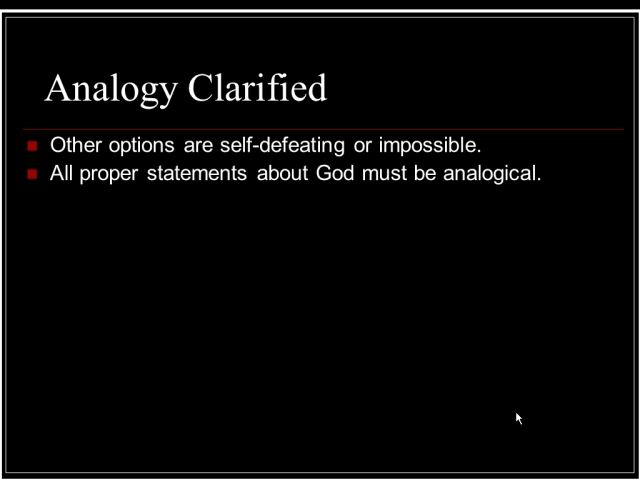 Analogy Clarified
Other options are self-defeating or impossible.
All proper statements about God must be analogical.